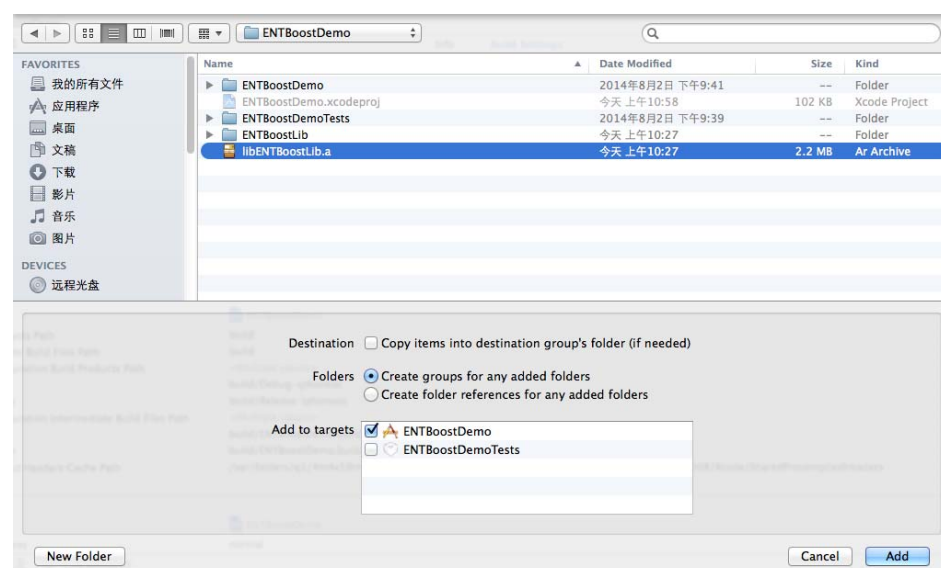 ENTBoostDemo
FAVORITES
我的所有文件
应用程序
桌面
文稿
下载
影片
音乐
图片
DEVICES
远程光盘
Name Date Modified Size Kind
ENTBoostDemo 2014年8月2日 下午9:41 -- Folder
ENTBoostDemo.xcodeproj 今天 上午10:58 102 KB Xcode Project
ENTBoostDemoTests 2014年8月2日 下午9:39 -- Folder
ENTBoostLib 今天 上午10:27 -- Folder
libENTBoostLib.a 今天 上午10:27 2.2 MB Ar Archive
Destination Copy items into destination group's folder (if needed)
Folders Create groups for any added folders
Create folder references for any added folders
Add to targets ENTBoostDemo
ENTBoostDemoTests
New Folder Cancel Add